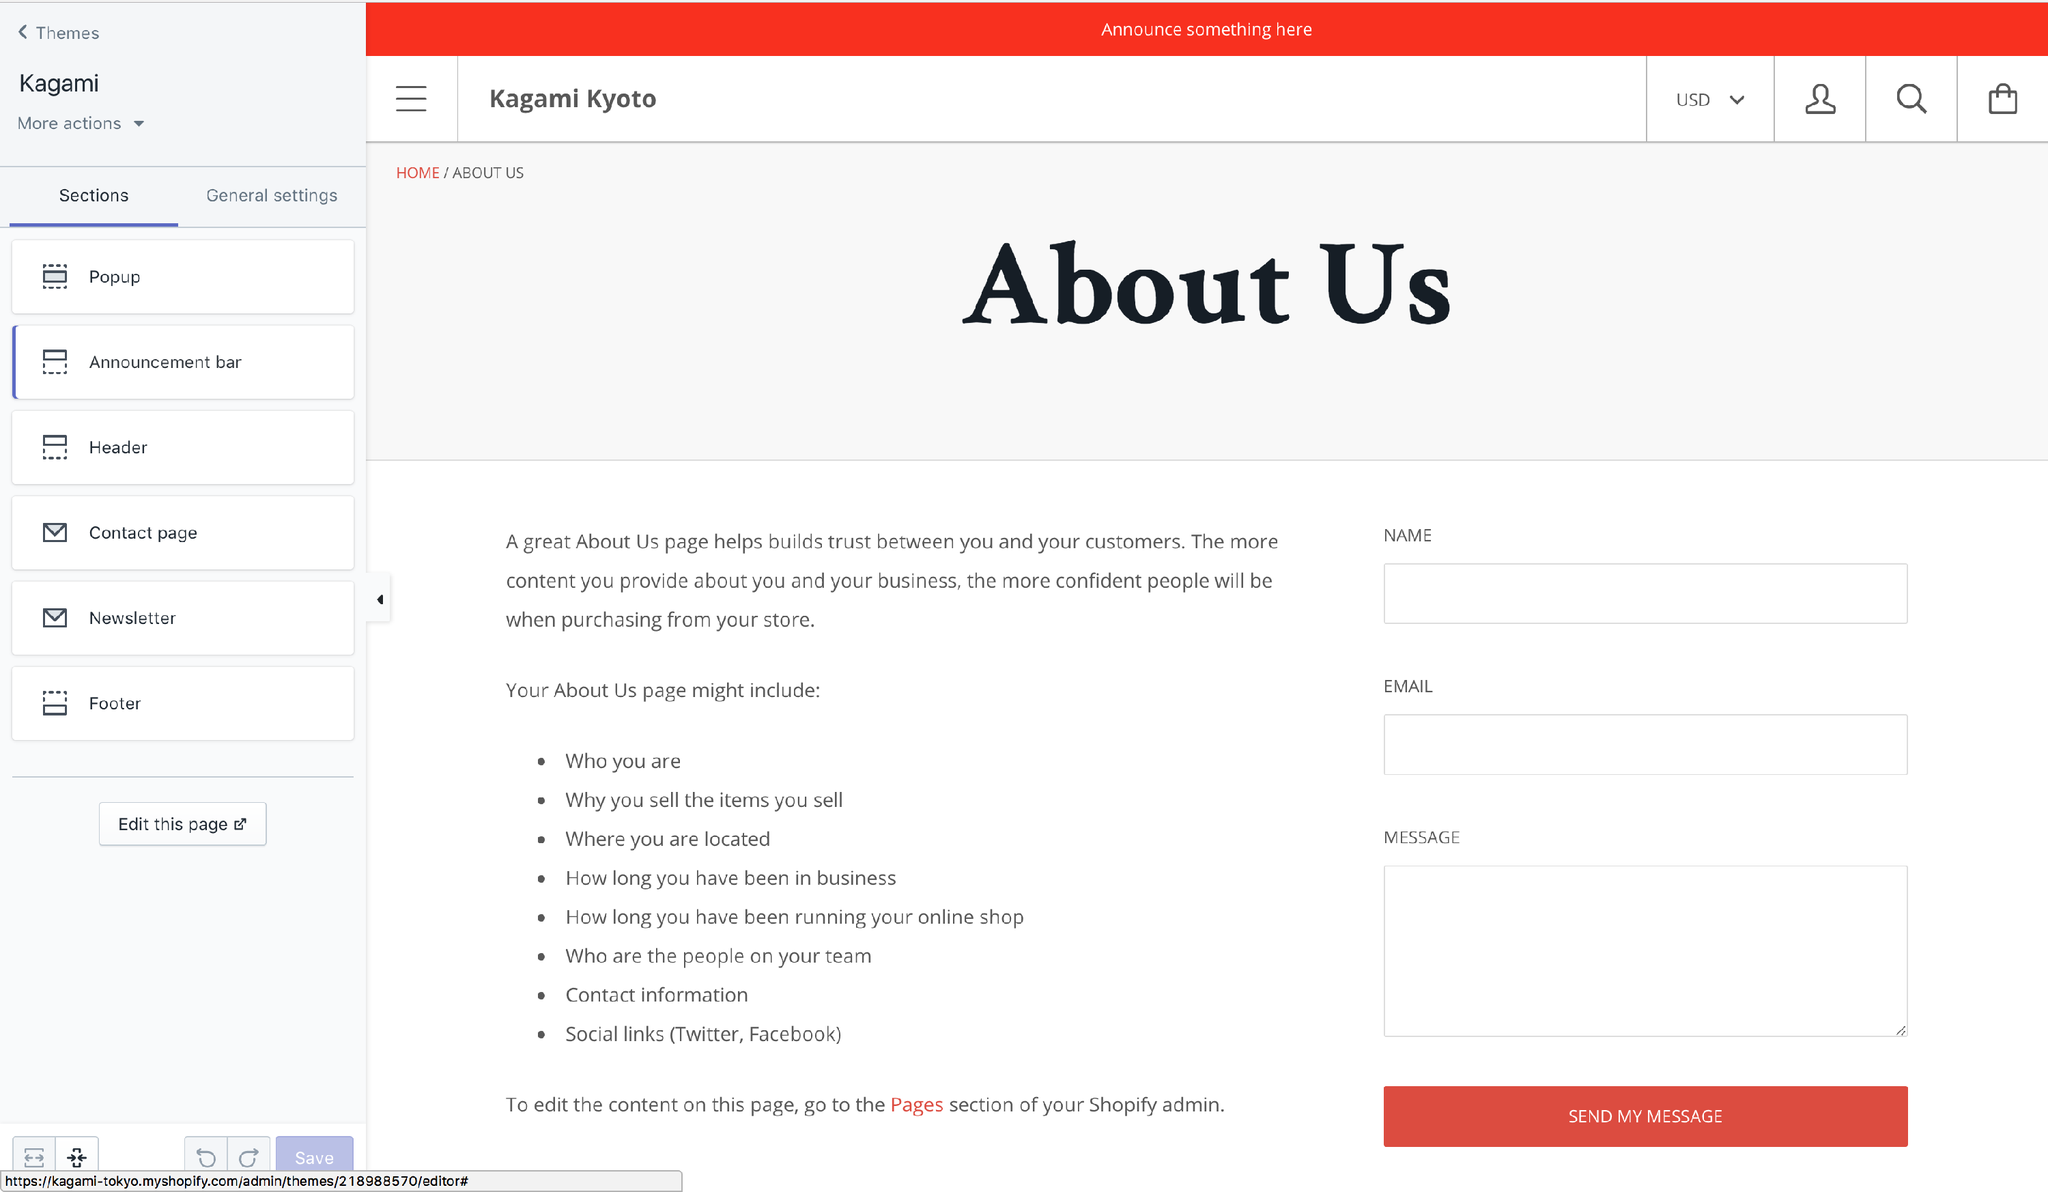 Themes
Kagami
More actions
Sections
General settings
Popup
Announcement bar
Header
Contact page
Newsletter
Footer
Edit this page
Save
https://kagami-tokyo.myshopify.com/admin/themes/218988570/editor#
Announce something here
Kagami Kyoto
USD
HOME / ABOUT US
About Us
A great About Us page helps builds trust between you and your customers. The more
content you provide about you and your business, the more confident people will be
when purchasing from your store.
Your About Us page might include:
Who you are
Why you sell the items you sell
Where you are located
How long you have been in business
How long you have been running your online shop
Who are the people on your team
Contact information
Social links (Twitter, Facebook)
To edit the content on this page, go to the Pages section of your Shopify admin.
NAME
EMAIL
MESSAGE
SEND MY MESSAGE